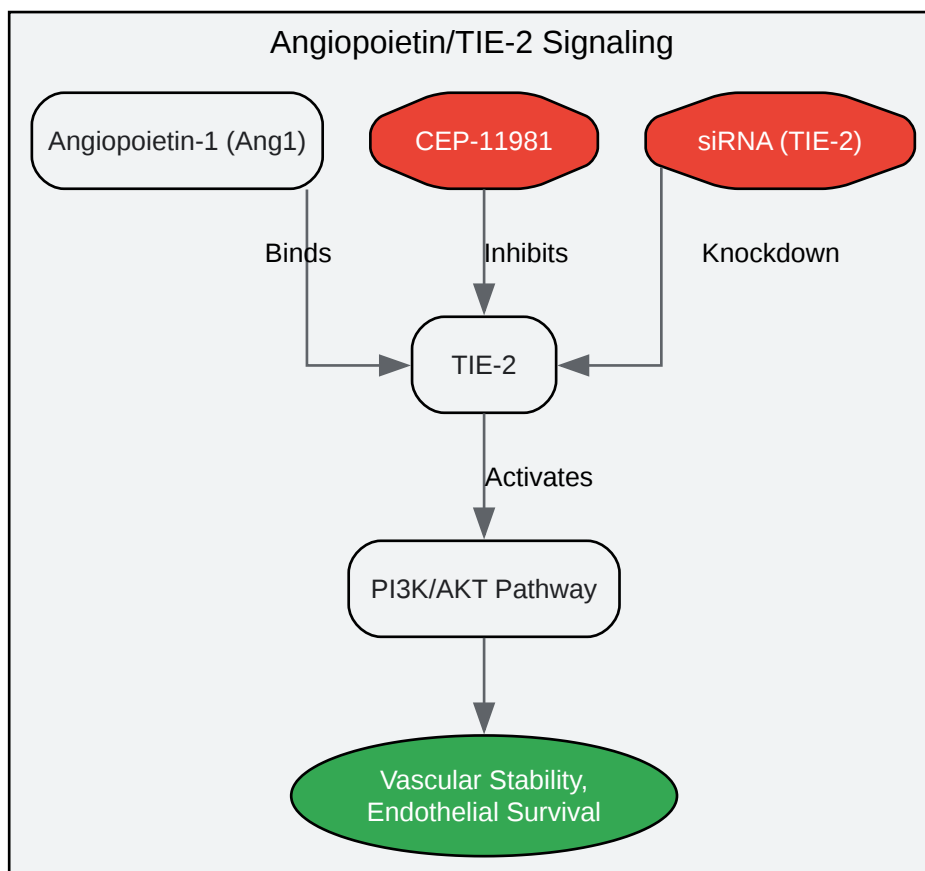 Angiopoietin/TIE-2 Signaling
Angiopoietin-1 (Ang1)
CEP-11981
siRNA (TIE-2)
Binds
Inhibits
Knockdown
TIE-2
Activates
PI3K/AKT Pathway
Vascular Stability,
Endothelial Survival